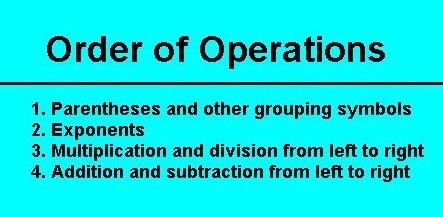 Order of Operations
1. Parentheses and other grouping symbols
2. Exponents
3. Multiplication and division from left to right
4. Addition and subtraction from left to right